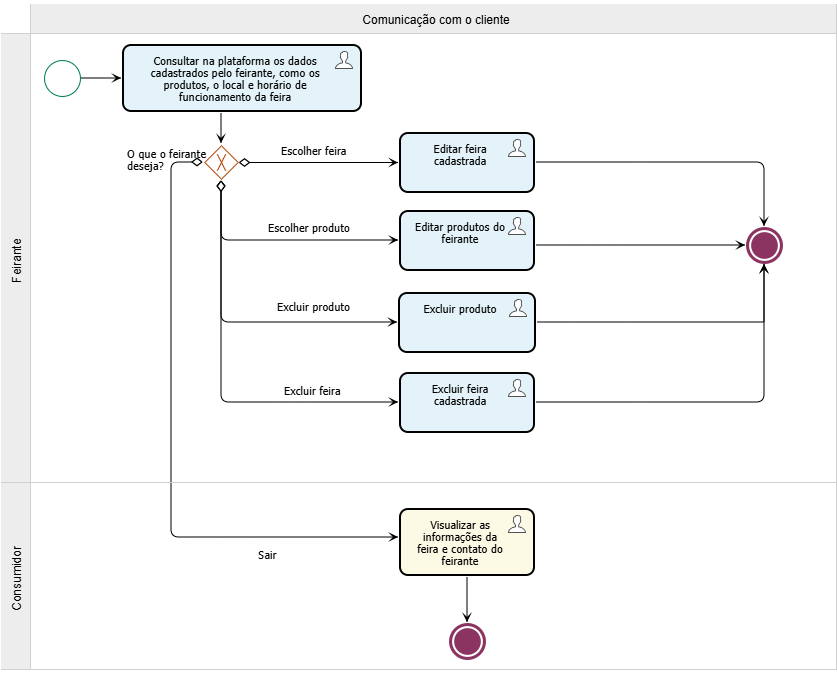 Comunicação com o cliente
Feirante
Consultar na plataforma os dados
cadastrados pelo feirante, como os
produtos, o local e horário de
funcionamento da feira
O que o feirante
deseja?
Escolher feira
Editar feira
cadastrada
Escolher produto
Editar produtos do
feirante
Excluir produto
Excluir produto
Excluir feira
Excluir feira
cadastrada
Consumidor
Sair
Visualizar as
informações da
feira e contato do
feirante